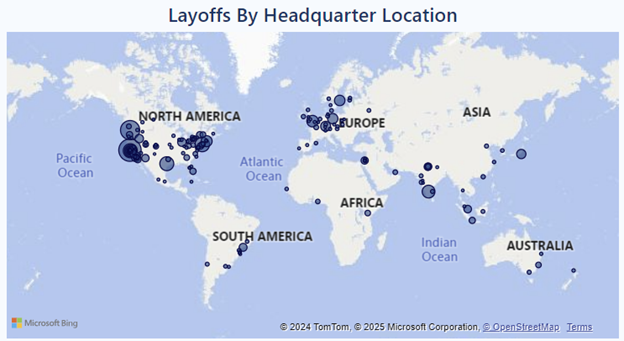 Layoffs By Headquarter Location
NORTH AMERICA
ASIA
EUROPE
Pacific
Ocean
Atlantic
Ocean
AFRICA
SOUTH AMERICA
Indian
Ocean
AUSTRALIA
Microsoft Bing
© 2024 TomTom, © 2025 Microsoft Corporation, © OpenStreetMap Terms